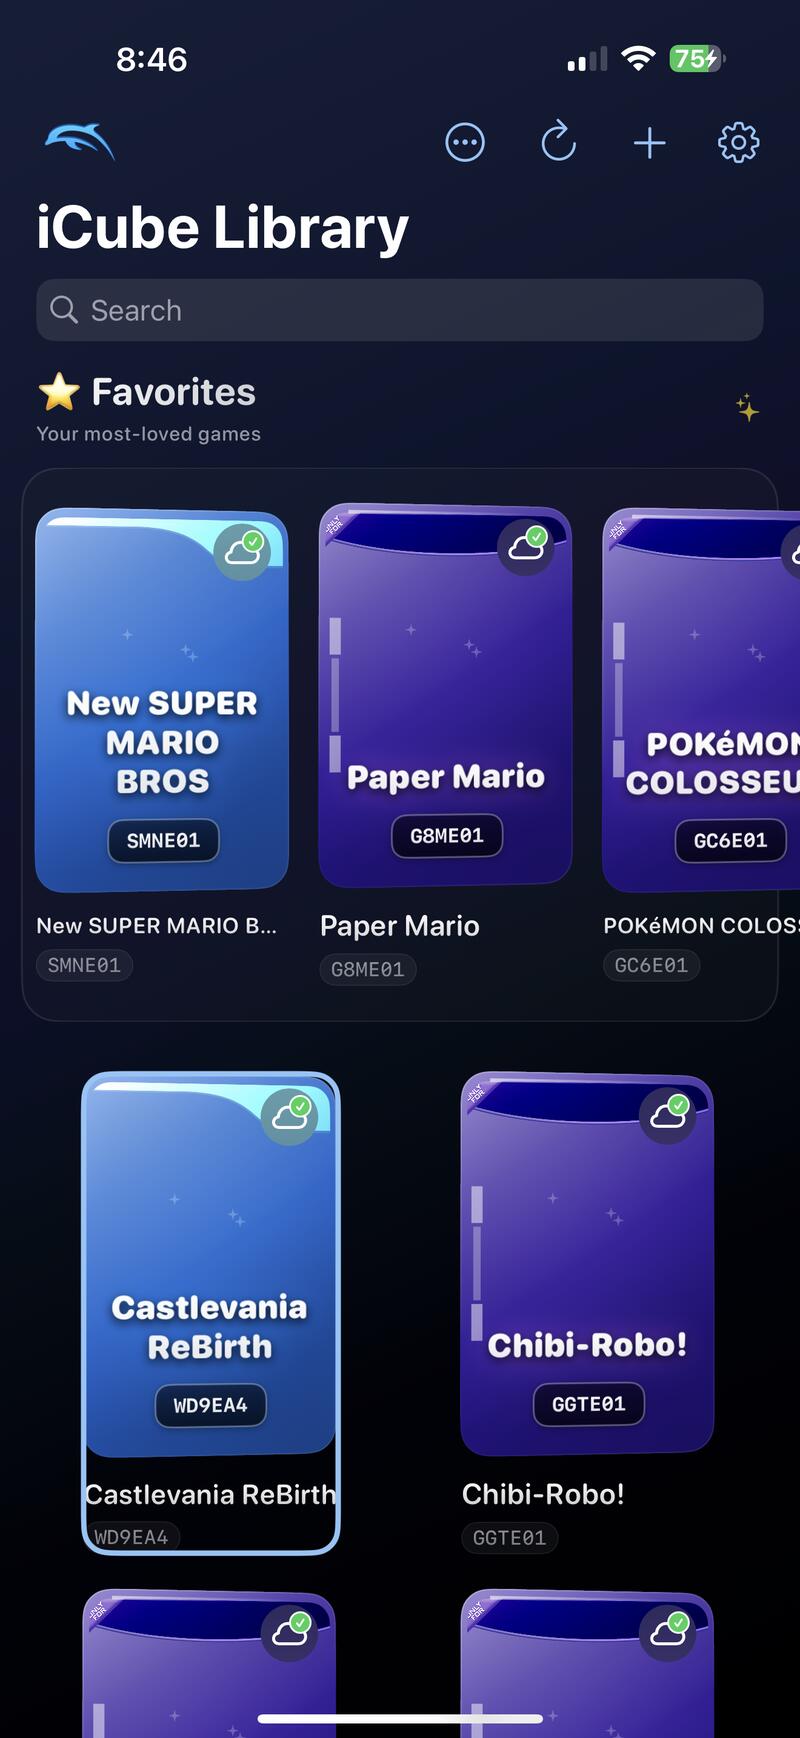 8:46
75
iCube Library
Search
Favorites
Your most-loved games
New SUPER
MARIO
BROS
SMNE01
Paper Mario
G8ME01
POKéMON
COLOSSEU
GC6E01
New SUPER MARIO B...
SMNE01
Paper Mario
G8ME01
POKéMON COLOSS
GC6E01
Castlevania
ReBirth
WD9EA4
Chibi-Robo!
GGTE01
Castlevania ReBirth
WD9EA4
Chibi-Robo!
GGTE01